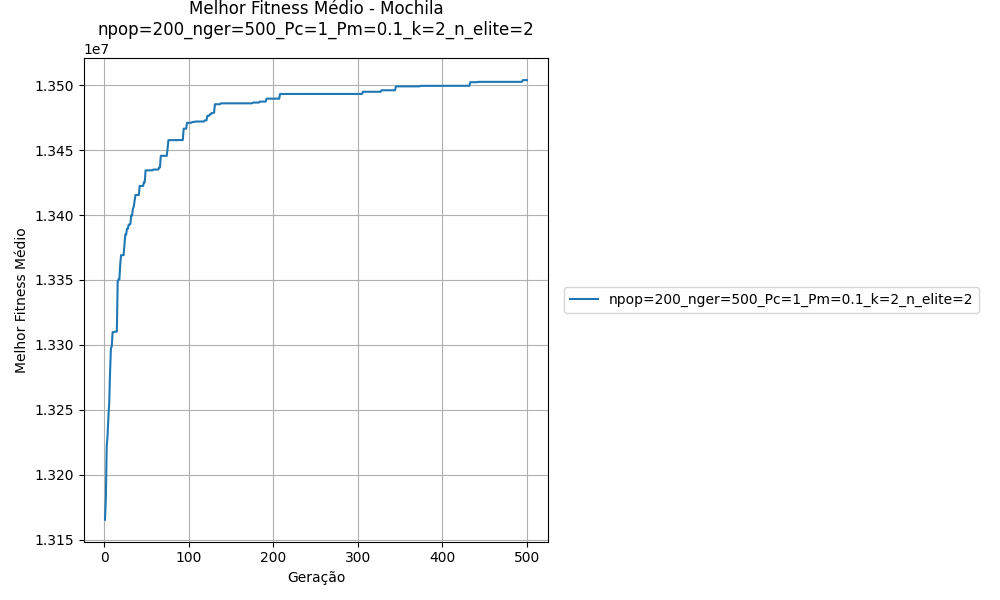 Melhor Fitness Médio - Mochila
npop=200_nger=500_Pc=1_Pm=0.1_k=2_n_elite=2
1e7
1.350
1.345
1.340
1.335
1.330
1.325
1.320
1.315
Melhor Fitness Médio
0 100 200 300 400 500
Geração
npop=200_nger=500_Pc=1_Pm=0.1_k=2_n_elite=2